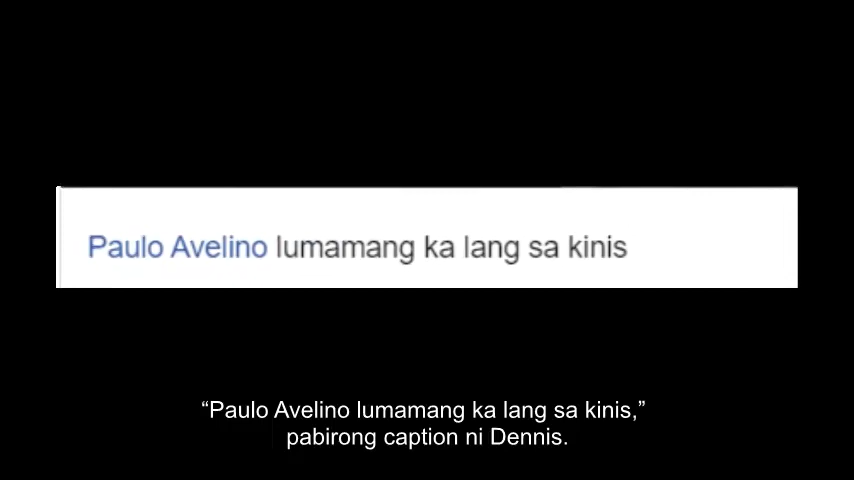 Paulo Avelino lumamang ka lang sa kinis
“Paulo Avelino lumamang ka lang sa kinis,”
pabirong caption ni Dennis.